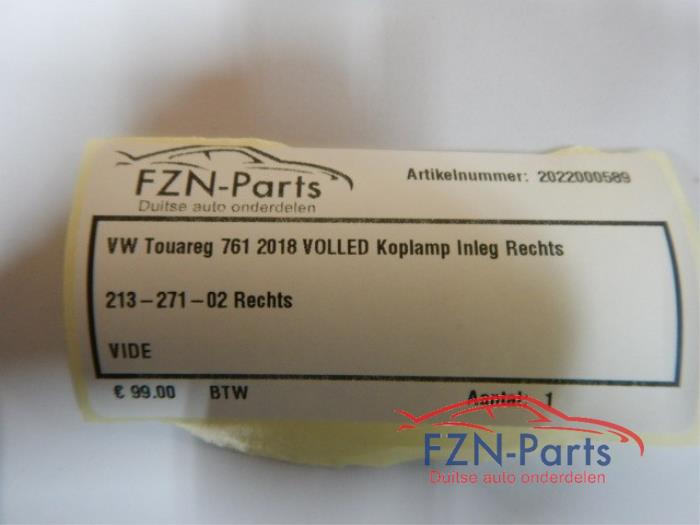 FZN-Parts
Duitse auto onderdelen
Artikelnummer: 2022000589
VW Touareg 761 2018 VOLLED Koplamp Inleg Rechts
213-271-02 Rechts
VIDE
€ 99.00 BTW Aantal: 1
FZN-Parts
Duitse auto onderdelen